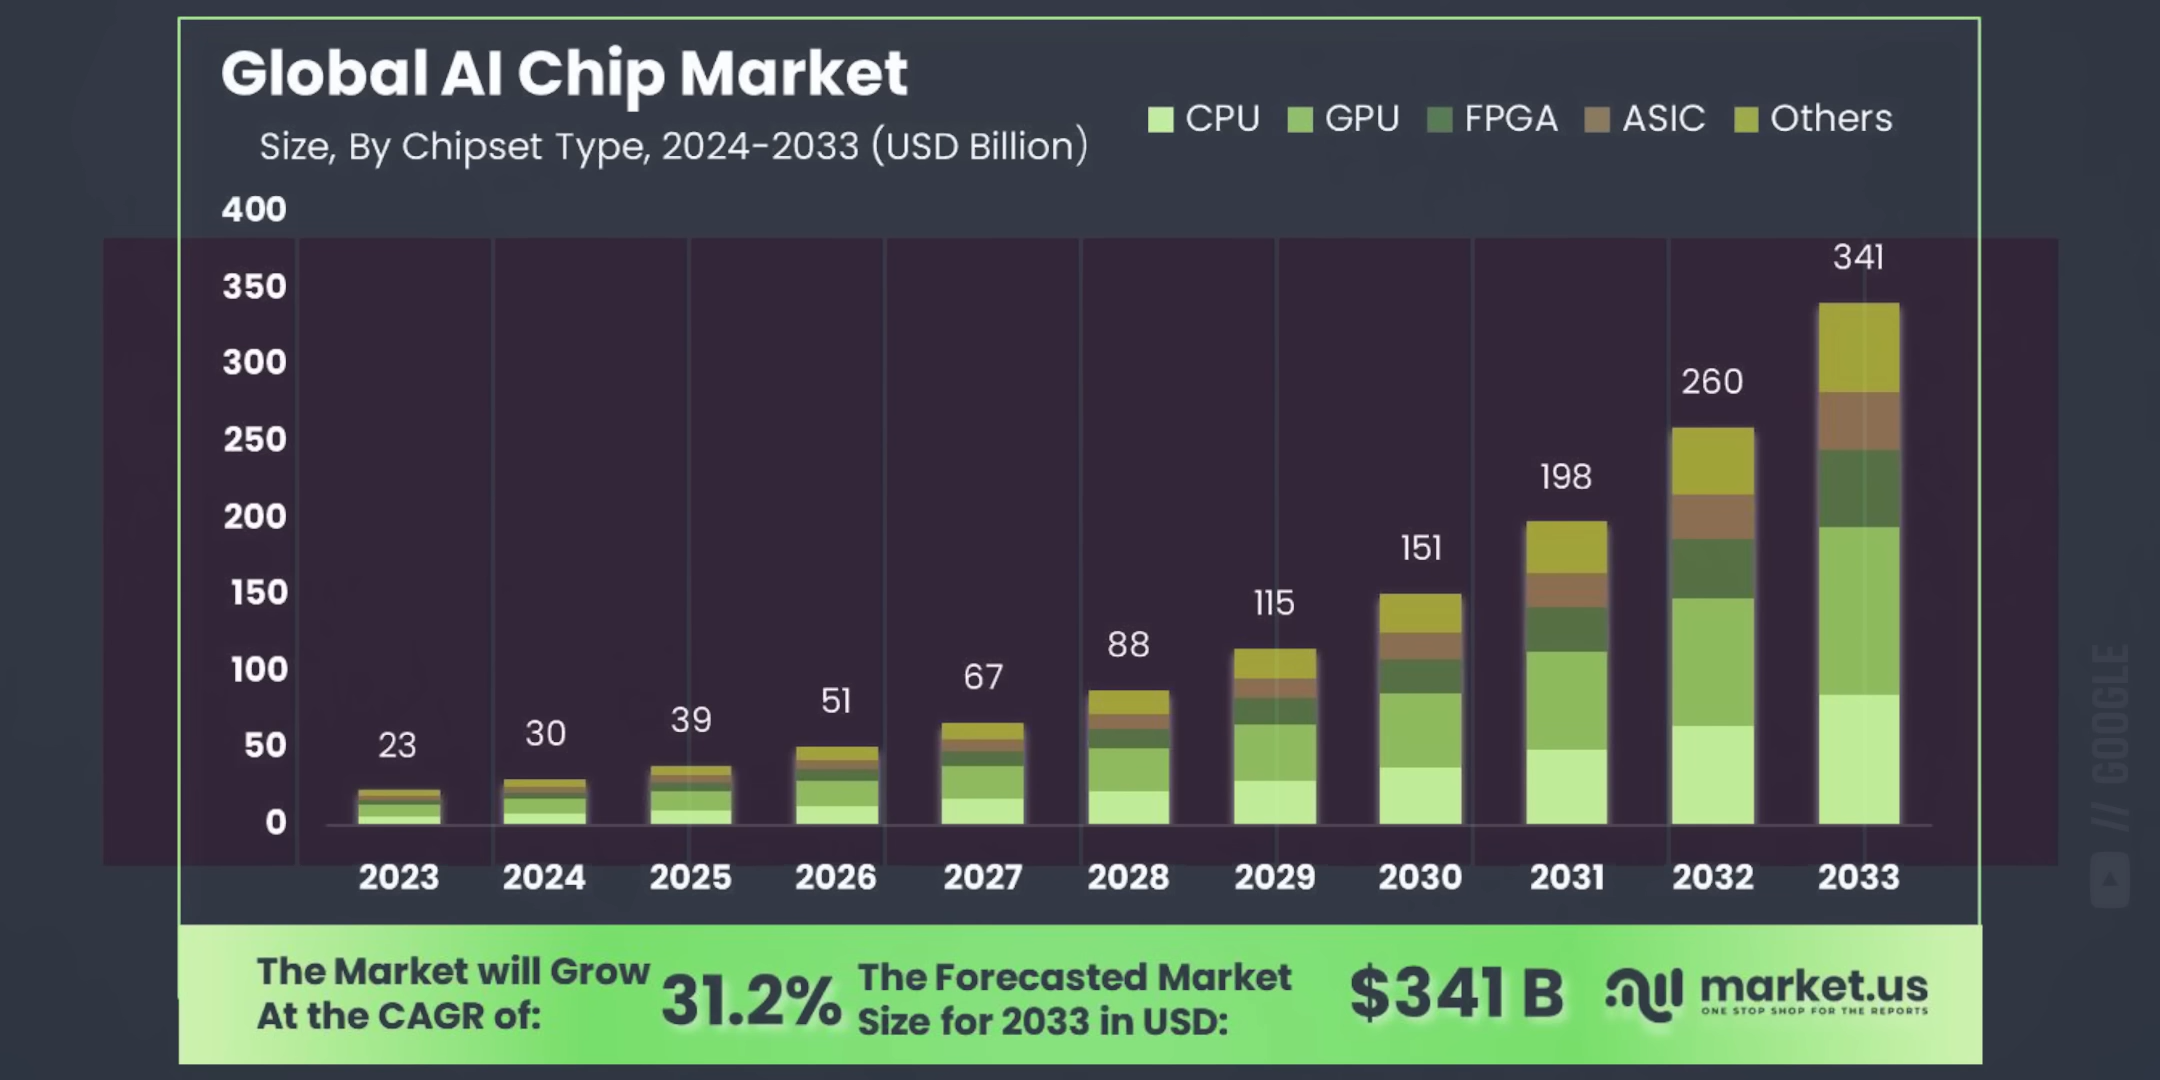 Global AI Chip Market
Size, By Chipset Type, 2024-2033 (USD Billion)
CPU GPU FPGA ASIC Others
400
350
300
250
200
150
100
50
0
23 30 39 51 67 88 115 151 198 260 341
2023 2024 2025 2026 2027 2028 2029 2030 2031 2032 2033
The Market will Grow
At the CAGR of:
31.2%
The Forecasted Market
Size for 2033 in USD:
$341 B
market.us
ONE STOP SHOP FOR THE REPORTS
// GOOGLE